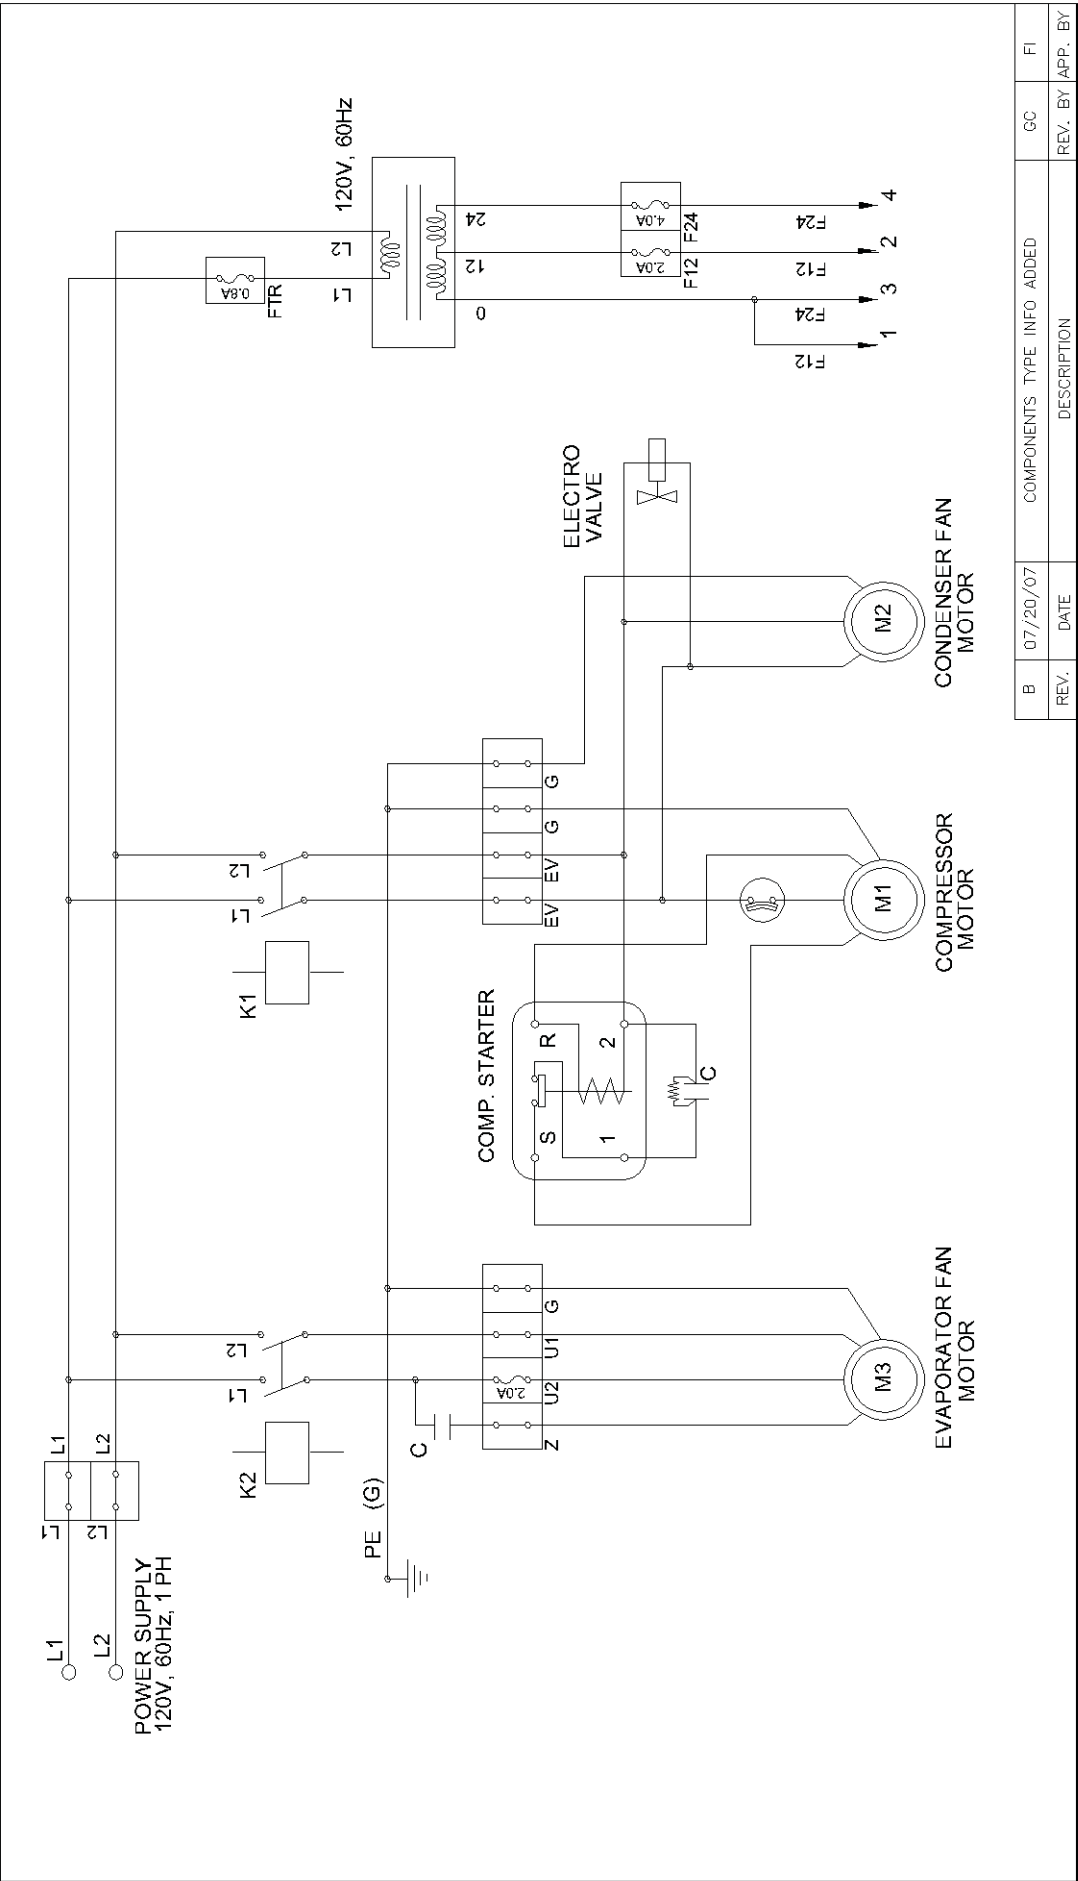 POWER SUPPLY
120V, 60Hz, 1 PH
L1
L2
L1
L2
L1
L2
K2
L1
L2
PE (G)
C
Z
U2
2.0A
U1
G
M3
EVAPORATOR FAN
MOTOR
COMP. STARTER
S
R
1
2
C
K1
L1
L2
EV
EV
G
G
M1
COMPRESSOR
MOTOR
ELECTRO
VALVE
M2
CONDENSER FAN
MOTOR
0.8A
FTR
120V, 60Hz
L1
L2
0
12
24
2.0A
4.0A
F12
F24
F12
F24
F12
F24
1
3
2
4
B
07/20/07
COMPONENTS TYPE INFO ADDED
GC
FI
REV.
DATE
DESCRIPTION
REV. BY
APP. BY